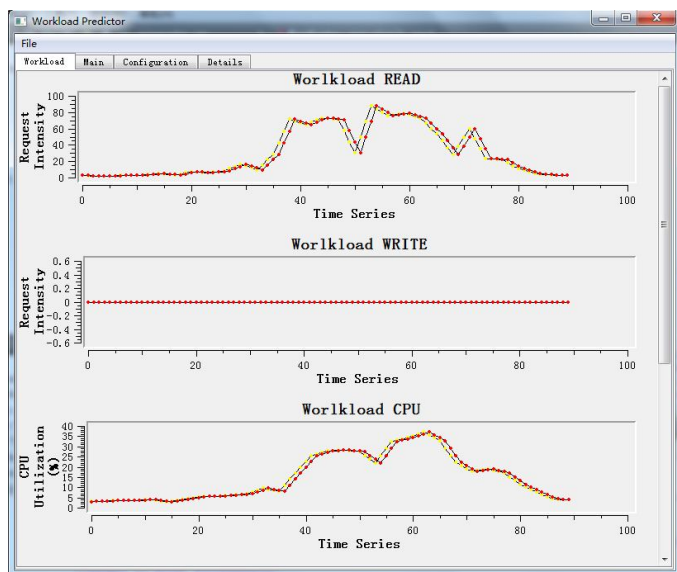 Workload Predictor
File
Workload Main Configuration Details
Worlkload READ
Request
Intensity
100
80
60
40
20
0
0 20 40 60 80 100
Time Series
Worlkload WRITE
Request
Intensity
0.6
0.4
0.2
0
-0.2
-0.4
-0.6
0 20 40 60 80 100
Time Series
Worlkload CPU
CPU
Utilization
(%)
40
35
30
25
20
15
10
5
0
0 20 40 60 80 100
Time Series